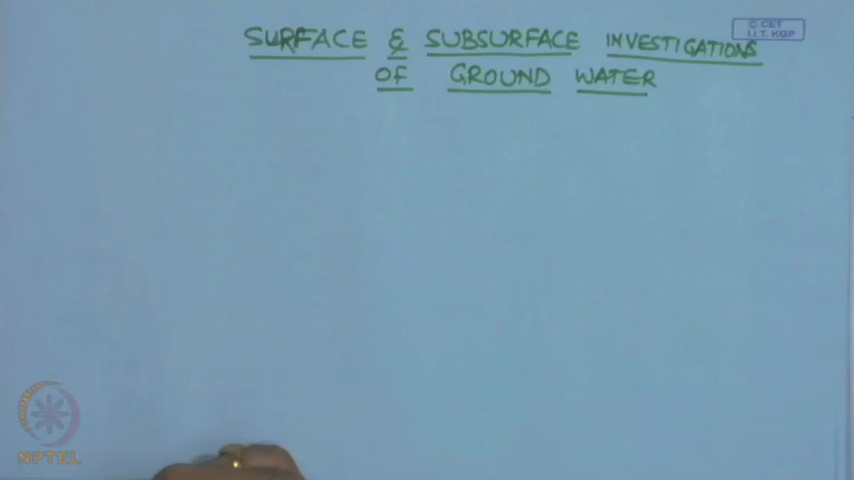 SURFACE & SUBSURFACE INVESTIGATIONS
OF GROUND WATER
© CET
I.I.T. KGP
NPTEL